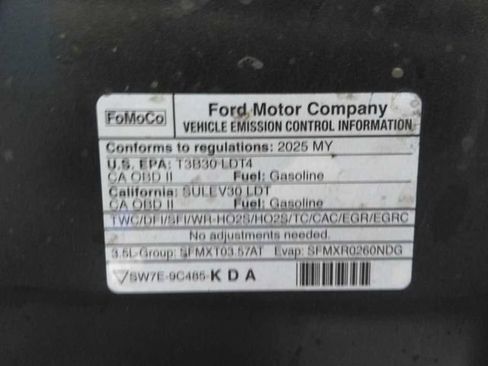 FoMoCo
Ford Motor Company
VEHICLE EMISSION CONTROL INFORMATION
Conforms to regulations: 2025 MY
U.S. EPA: T3B30 LDT4
CA OBD II Fuel: Gasoline
California: SULEV30 LDT
CA OBD II Fuel: Gasoline
TWC/DFI/SFI/WR-HO2S/HO2S/TC/CAC/EGR/EGRC
No adjustments needed.
3.5L-Group: SFMXT03.57AT Evap: SFMXR0260NDG
SW7E-9C485-KDA